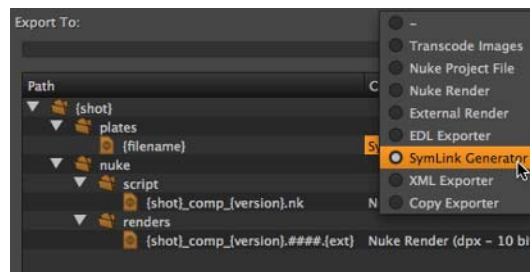 Export To:
–
Transcode Images
Nuke Project File
Nuke Render
External Render
EDL Exporter
SymLink Generator
XML Exporter
Copy Exporter
Path
{shot}
plates
{filename}
nuke
script
{shot}_comp_{version}.nk
renders
{shot}_comp_{version}.####.{ext} Nuke Render (dpx – 10 bi